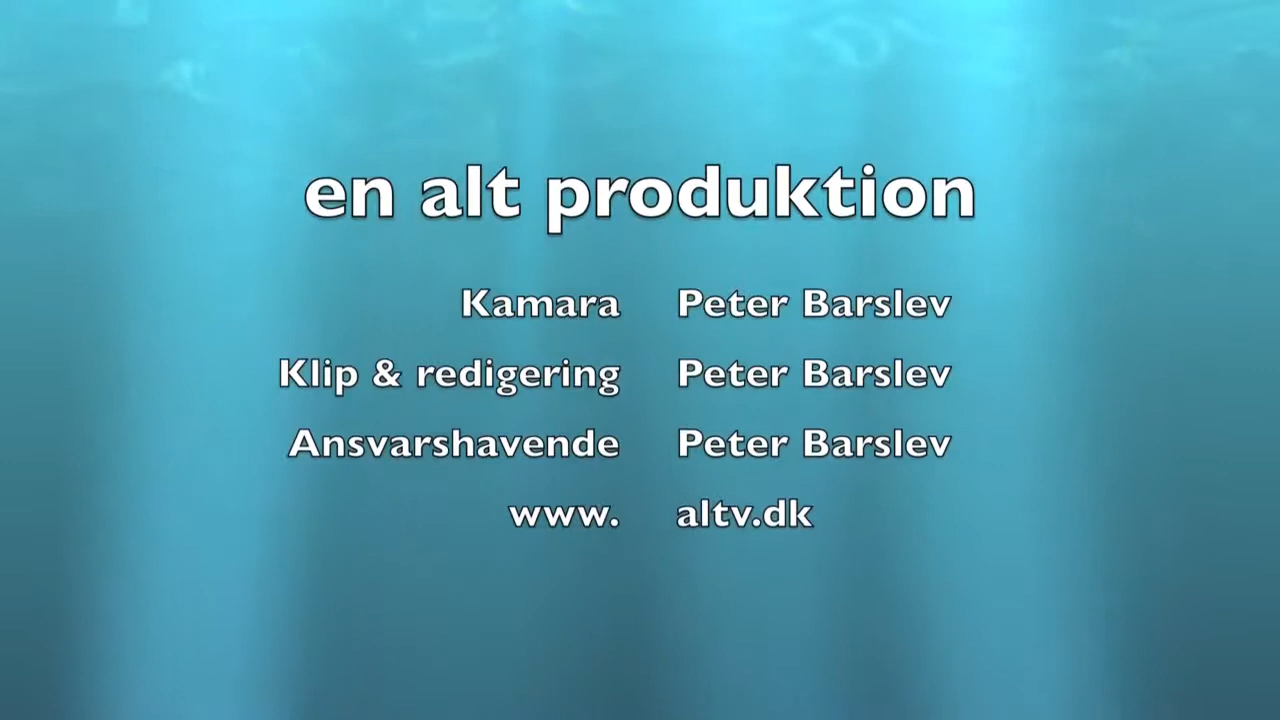 en alt produktion
Kamara Peter Barslev
Klip & redigering Peter Barslev
Ansvarshavende Peter Barslev
www. altv.dk